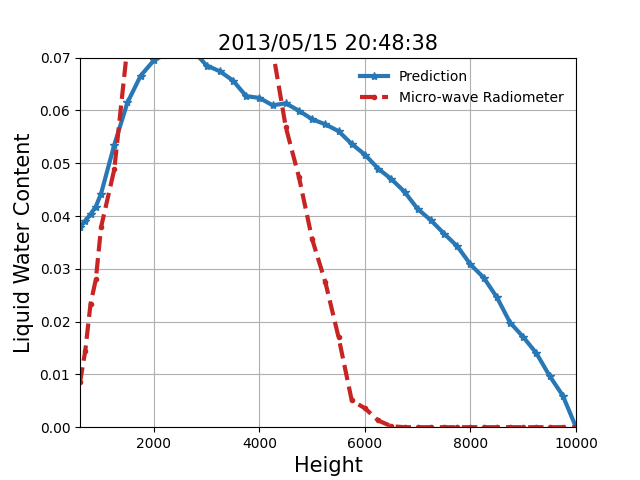 2013/05/15 20:48:38
Prediction
Micro-wave Radiometer
Liquid Water Content
0.07
0.06
0.05
0.04
0.03
0.02
0.01
0.00
2000 4000 6000 8000 10000
Height